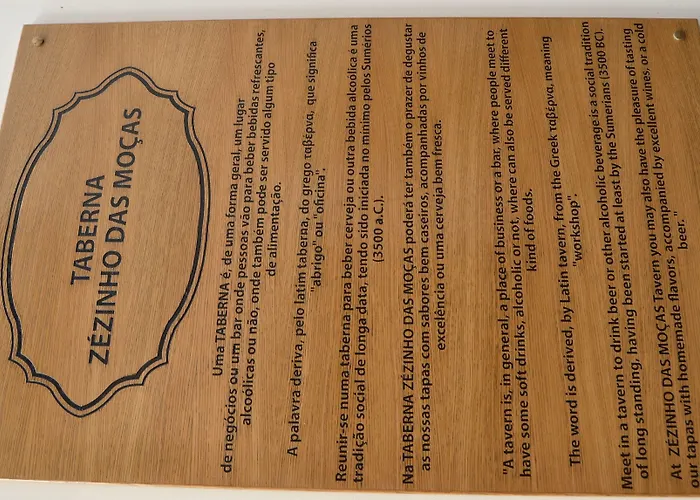 TABERNA
ZÉZINHO DAS MOÇAS
Uma TABERNA é, de uma forma geral, um lugar
de negócios ou um bar onde pessoas vão para beber bebidas refrescantes,
alcoólicas ou não, onde também pode ser servido algum tipo
de alimentação.
A palavra deriva, pelo latim taberna, do grego ταβέρνα, que significa
"abrigo" ou "oficina".
Reunir-se numa taberna para beber cerveja ou outra bebida alcoólica é uma
tradição social de longa data, tendo sido iniciada no mínimo pelos Sumérios
(3500 a.C.).
Na TABERNA ZÉZINHO DAS MOÇAS poderá ter também o prazer de degustar
as nossas tapas com sabores bem caseiros, acompanhadas por vinhos de
excelência ou uma cerveja bem fresca.
"A tavern is, in general, a place of business or a bar, where people meet to
have some soft drinks, alcoholic or not, where can also be served different
kind of foods.
The word is derived, by Latin tavern, from the Greek ταβέρνα, meaning
"workshop".
Meet in a tavern to drink beer or other alcoholic beverage is a social tradition
of long standing, having been started at least by the Sumerians (3500 BC).
At ZÉZINHO DAS MOÇAS Tavern you may also have the pleasure of tasting
our tapas with homemade flavors, accompanied by excellent wines, or a cold
beer."